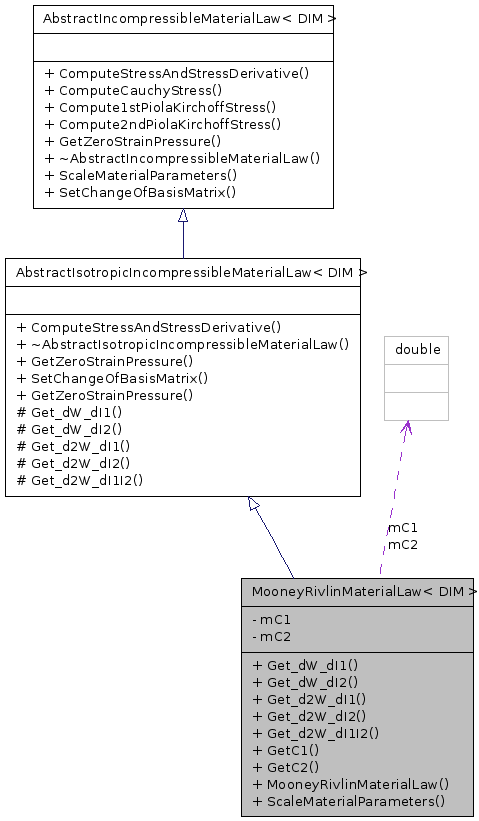 AbstractIncompressibleMaterialLaw< DIM >
+ ComputeStressAndStressDerivative()
+ ComputeCauchyStress()
+ Compute1stPiolaKirchoffStress()
+ Compute2ndPiolaKirchoffStress()
+ GetZeroStrainPressure()
+ ~AbstractIncompressibleMaterialLaw()
+ ScaleMaterialParameters()
+ SetChangeOfBasisMatrix()
AbstractIsotropicIncompressibleMaterialLaw< DIM >
+ ComputeStressAndStressDerivative()
+ ~AbstractIsotropicIncompressibleMaterialLaw()
+ GetZeroStrainPressure()
+ SetChangeOfBasisMatrix()
+ GetZeroStrainPressure()
# Get_dW_dI1()
# Get_dW_dI2()
# Get_d2W_dI1()
# Get_d2W_dI2()
# Get_d2W_dI1I2()
double
mC1
mC2
MooneyRivlinMaterialLaw< DIM >
- mC1
- mC2
+ Get_dW_dI1()
+ Get_dW_dI2()
+ Get_d2W_dI1()
+ Get_d2W_dI2()
+ Get_d2W_dI1I2()
+ GetC1()
+ GetC2()
+ MooneyRivlinMaterialLaw()
+ ScaleMaterialParameters()